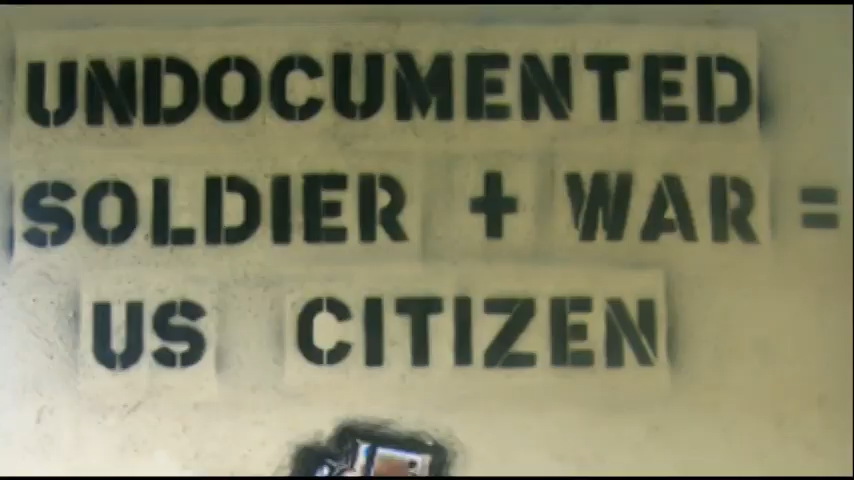 UNDOCUMENTED
SOLDIER + WAR =
US CITIZEN